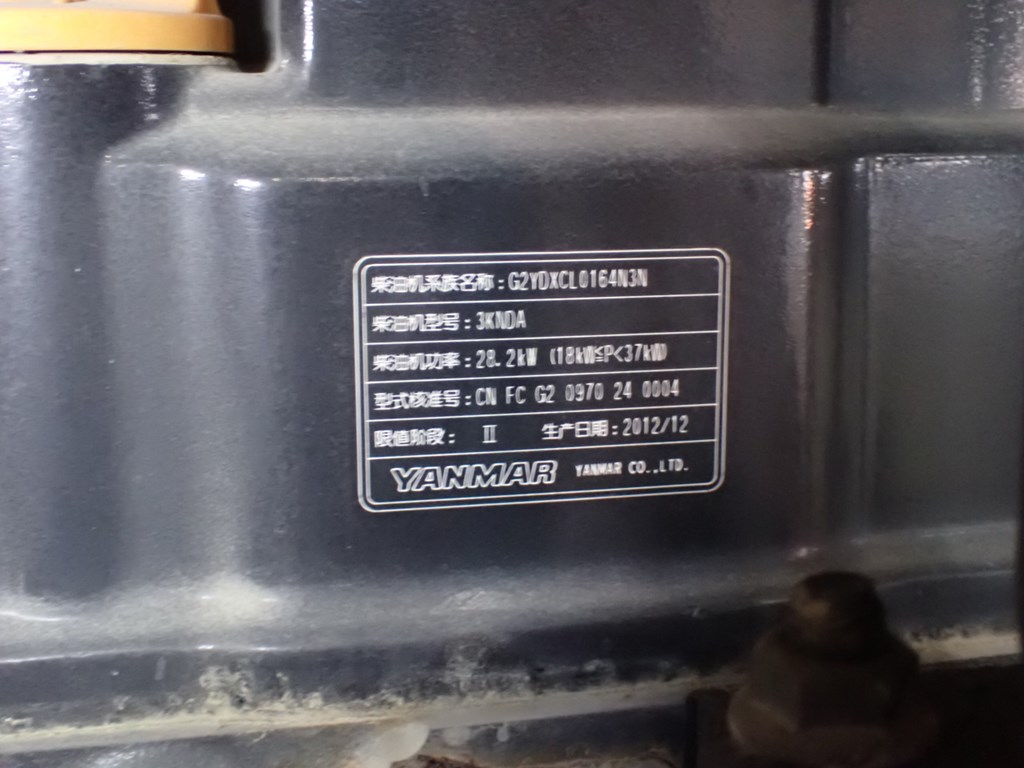 柴油机系族名称:G2YDXCL0164N3N
柴油机型号:3KNDA
柴油机功率:28.2kW (18kW≤P<37kW)
型式核准号:CN FC G2 0970 24 0004
限值阶段: Ⅱ 生产日期:2012/12
YANMAR YANMAR CO.,LTD.